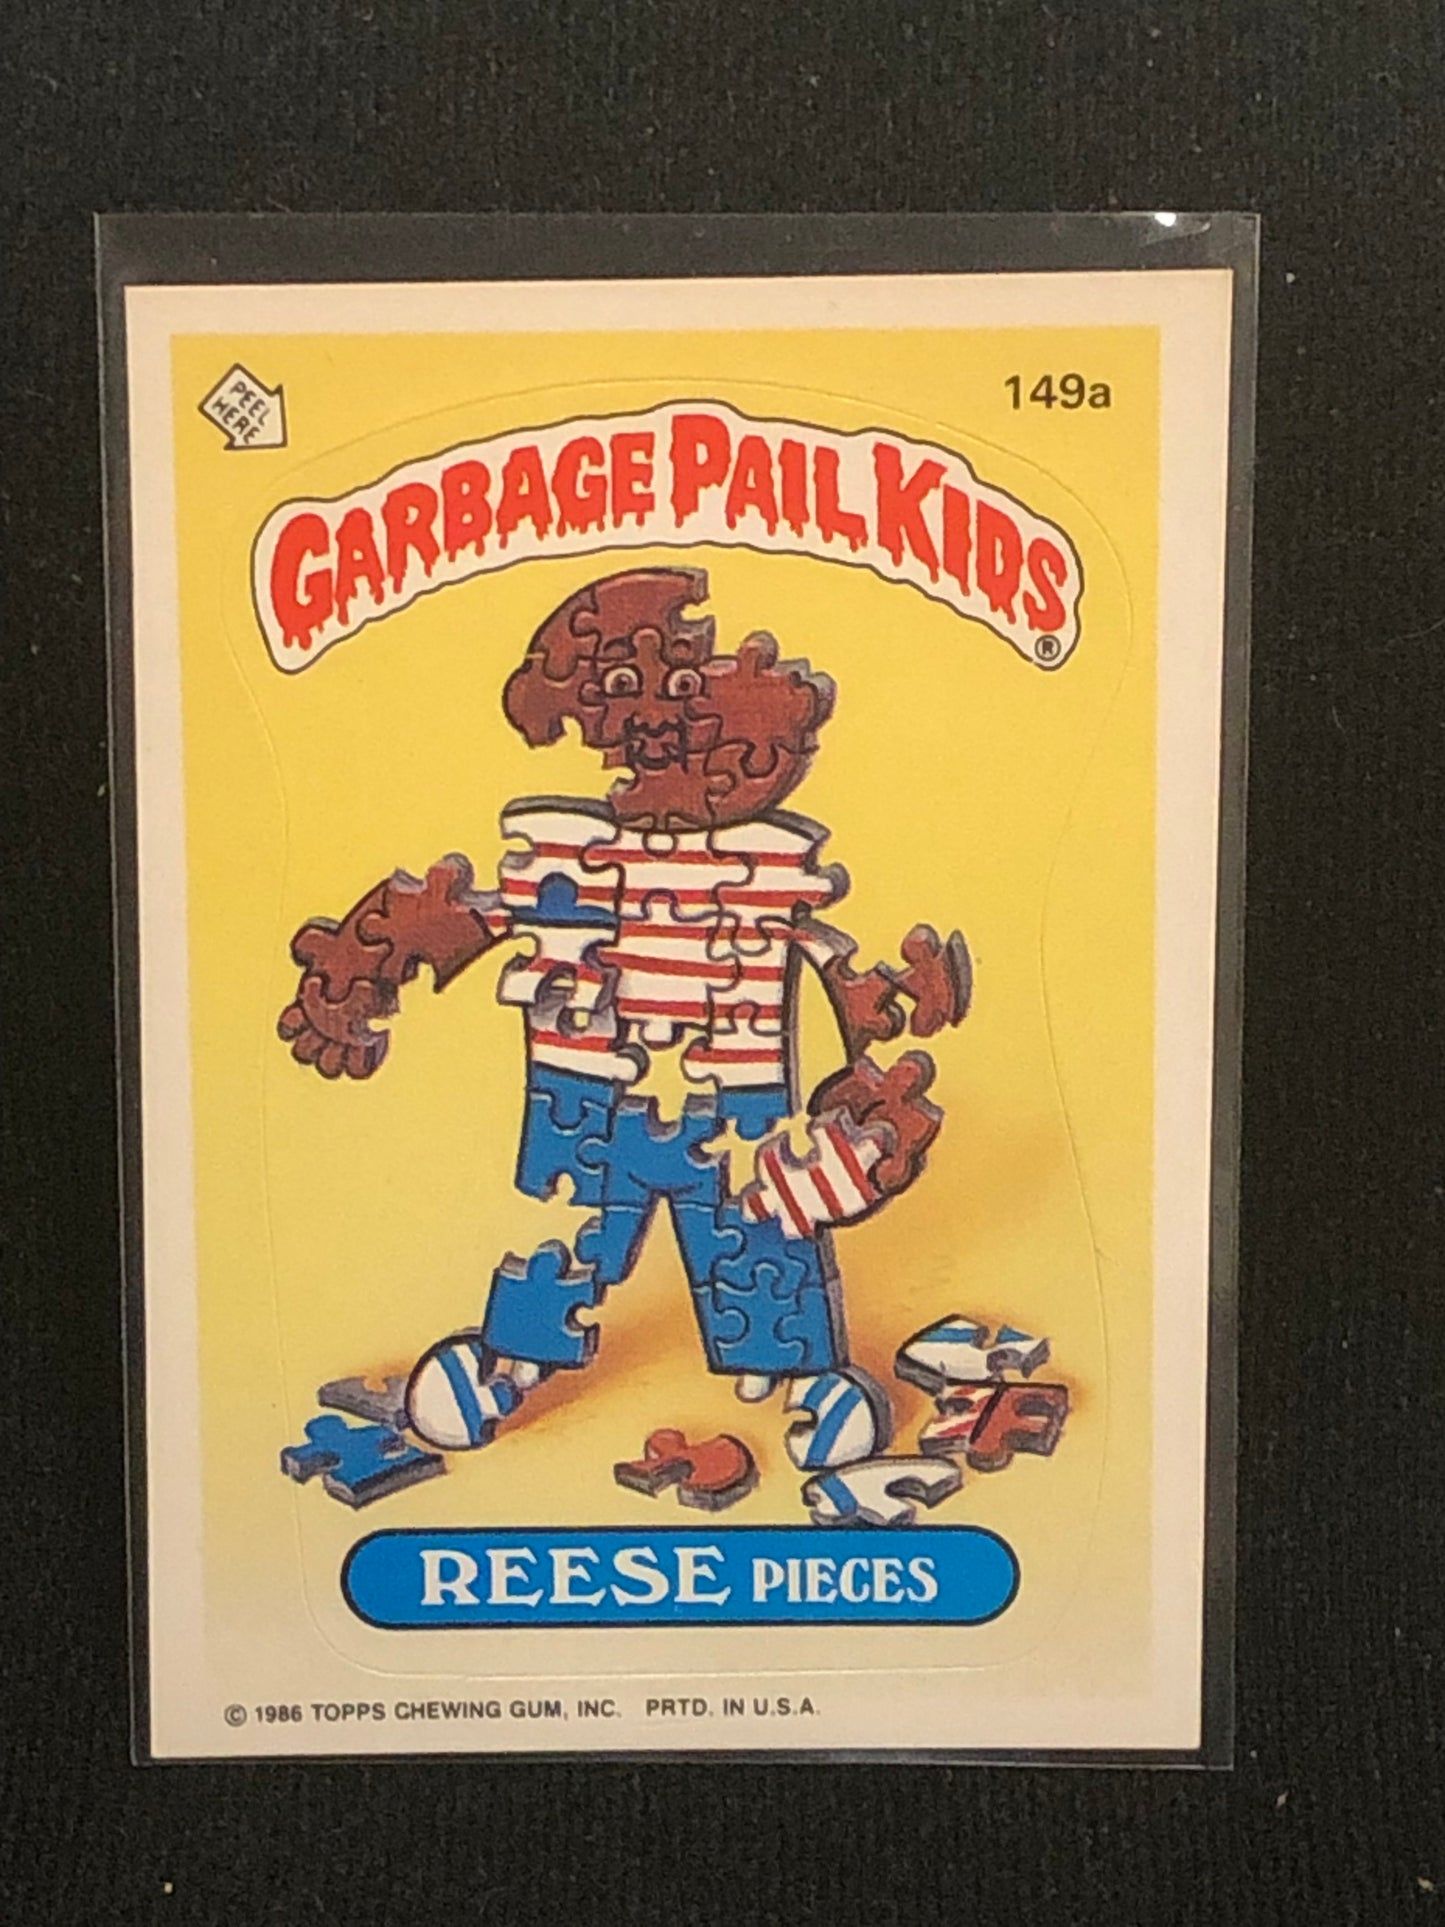 PEEL
HERE
149a
GARBAGE PAIL KIDS
®
REESE PIECES
© 1986 TOPPS CHEWING GUM, INC. PRTD. IN U.S.A.